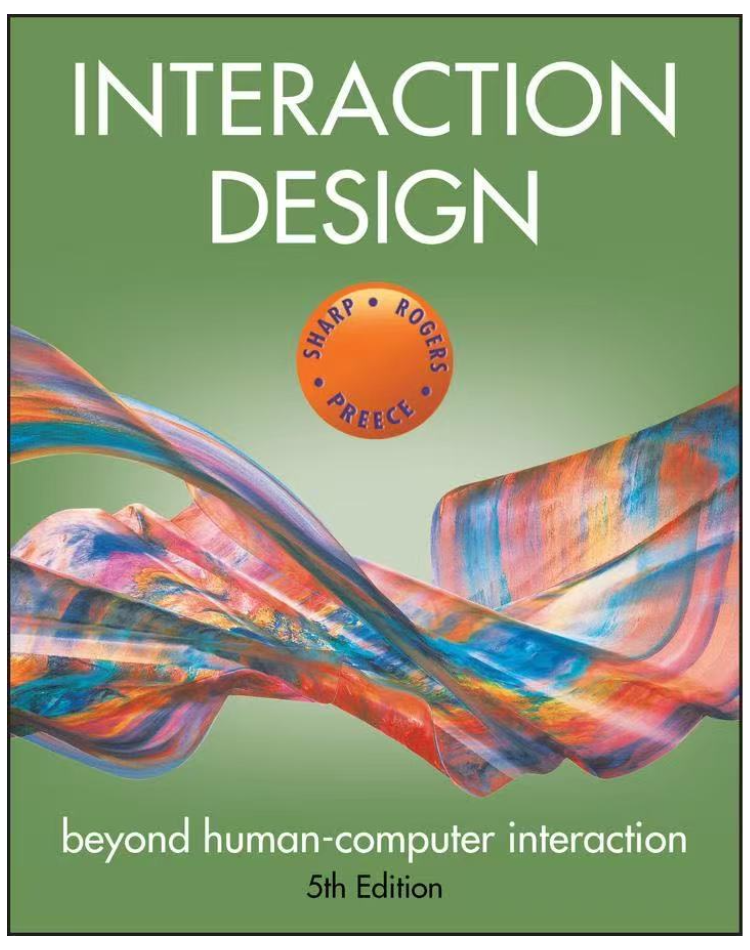 INTERACTION
DESIGN
SHARP • ROGERS
• PREECE •
beyond human-computer interaction
5th Edition